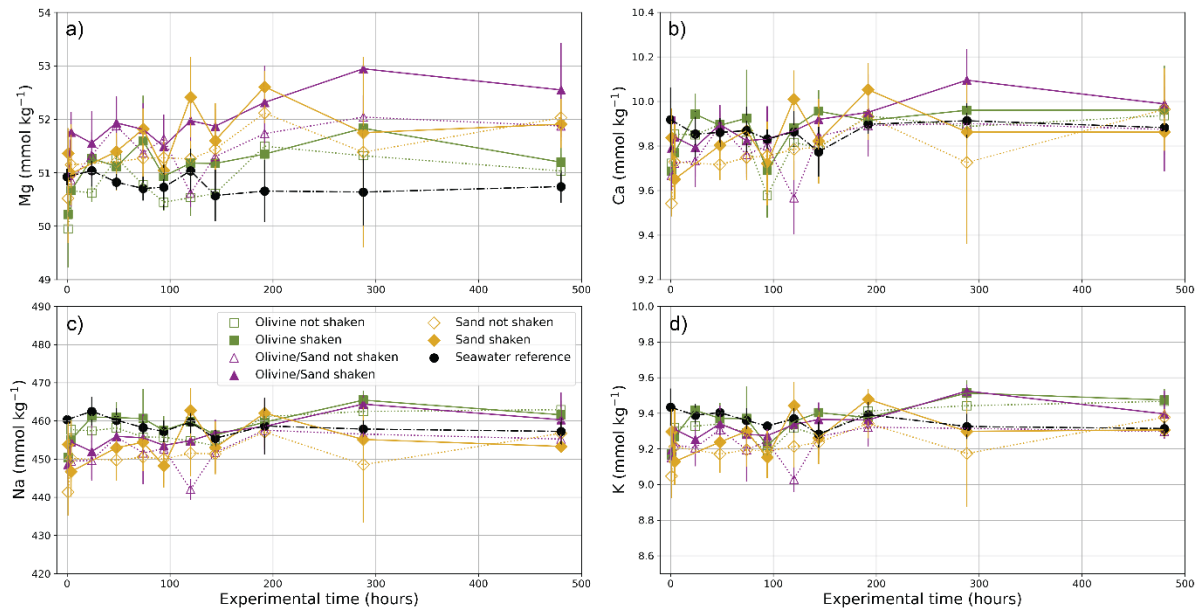 a)
Mg (mmol kg⁻¹)
54
53
52
51
50
49
0 100 200 300 400 500
b)
Ca (mmol kg⁻¹)
10.4
10.2
10.0
9.8
9.6
9.4
9.2
0 100 200 300 400 500
c)
Na (mmol kg⁻¹)
490
480
470
460
450
440
430
420
Olivine not shaken
Olivine shaken
Olivine/Sand not shaken
Olivine/Sand shaken
Sand not shaken
Sand shaken
Seawater reference
0 100 200 300 400 500
Experimental time (hours)
d)
K (mmol kg⁻¹)
10.0
9.8
9.6
9.4
9.2
9.0
8.8
8.6
0 100 200 300 400 500
Experimental time (hours)